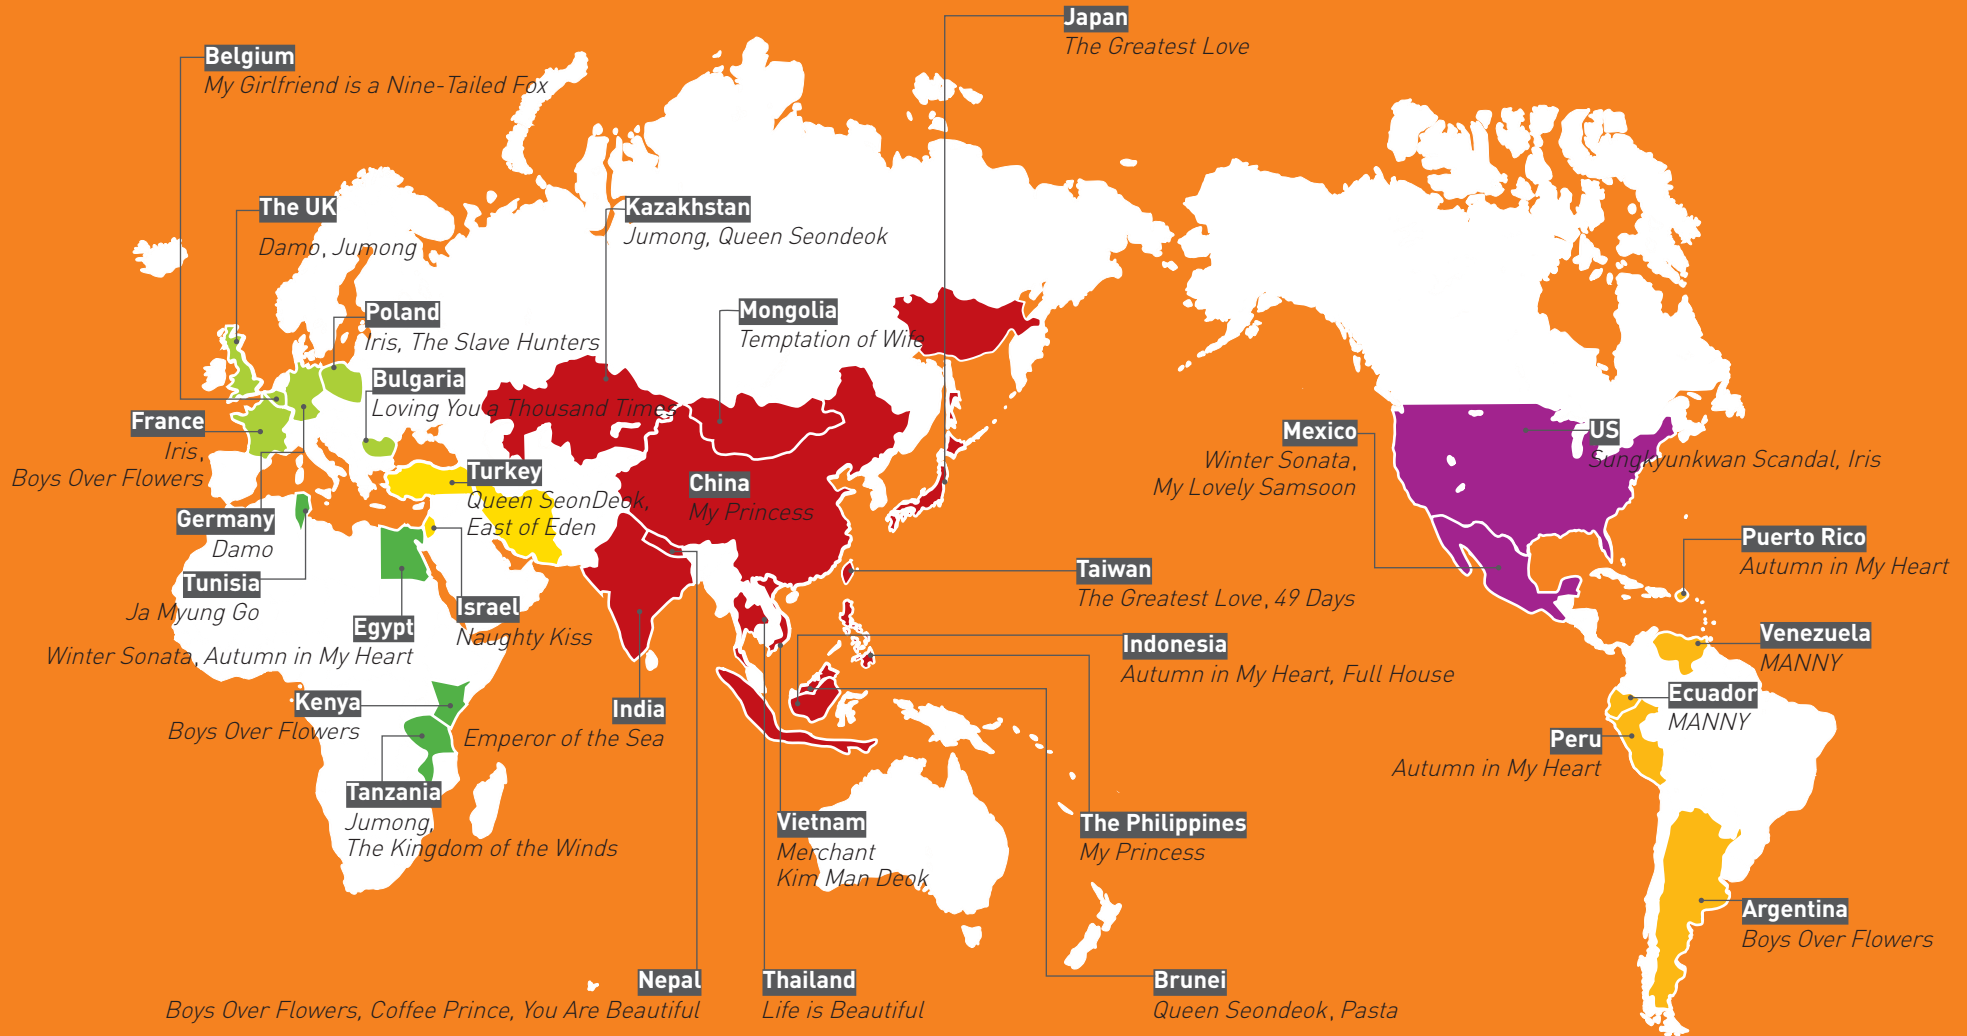 Japan
The Greatest Love
Belgium
My Girlfriend is a Nine-Tailed Fox
The UK
Damo, Jumong
Kazakhstan
Jumong, Queen Seondeok
Poland
Iris, The Slave Hunters
Mongolia
Temptation of Wife
Bulgaria
Loving You a Thousand Times
France
Iris,
Boys Over Flowers
Turkey
Queen SeonDeok,
East of Eden
China
My Princess
Mexico
Winter Sonata,
My Lovely Samsoon
US
Sungkyunkwan Scandal, Iris
Germany
Damo
Tunisia
Ja Myung Go
Egypt
Winter Sonata, Autumn in My Heart
Israel
Naughty Kiss
Taiwan
The Greatest Love, 49 Days
Puerto Rico
Autumn in My Heart
Indonesia
Autumn in My Heart, Full House
Venezuela
MANNY
Kenya
Boys Over Flowers
India
Emperor of the Sea
Ecuador
MANNY
Peru
Autumn in My Heart
Tanzania
Jumong,
The Kingdom of the Winds
Vietnam
Merchant
Kim Man Deok
The Philippines
My Princess
Argentina
Boys Over Flowers
Nepal
Boys Over Flowers, Coffee Prince, You Are Beautiful
Thailand
Life is Beautiful
Brunei
Queen Seondeok, Pasta